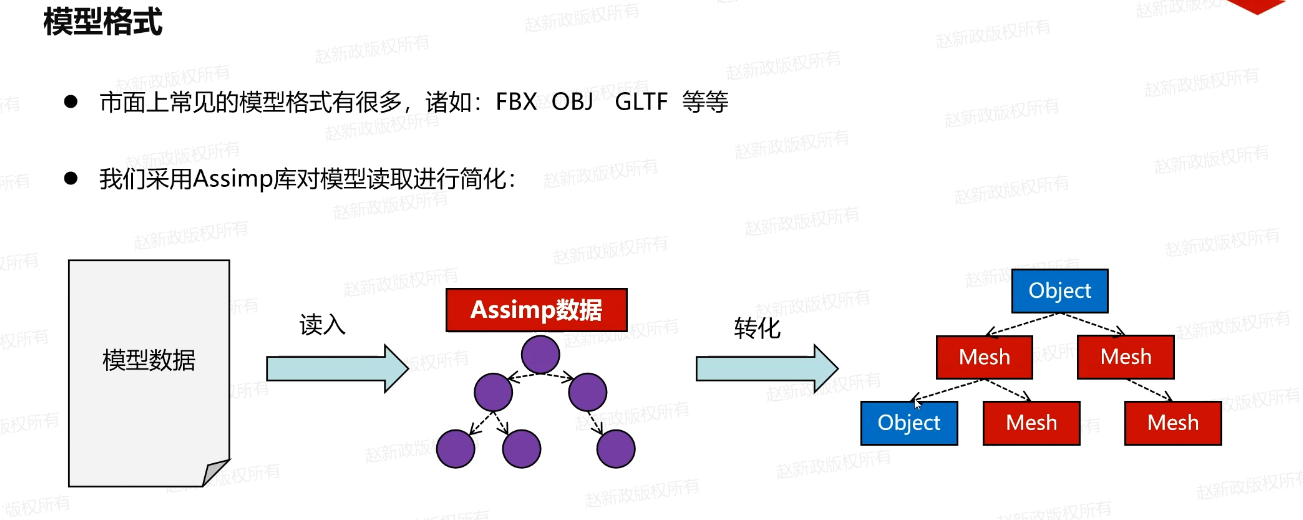 模型格式
● 市面上常见的模型格式有很多，诸如：FBX OBJ GLTF 等等
● 我们采用Assimp库对模型读取进行简化：
模型数据
读入
Assimp数据
转化
Object
Mesh Mesh
Object Mesh Mesh
赵新政版权所有